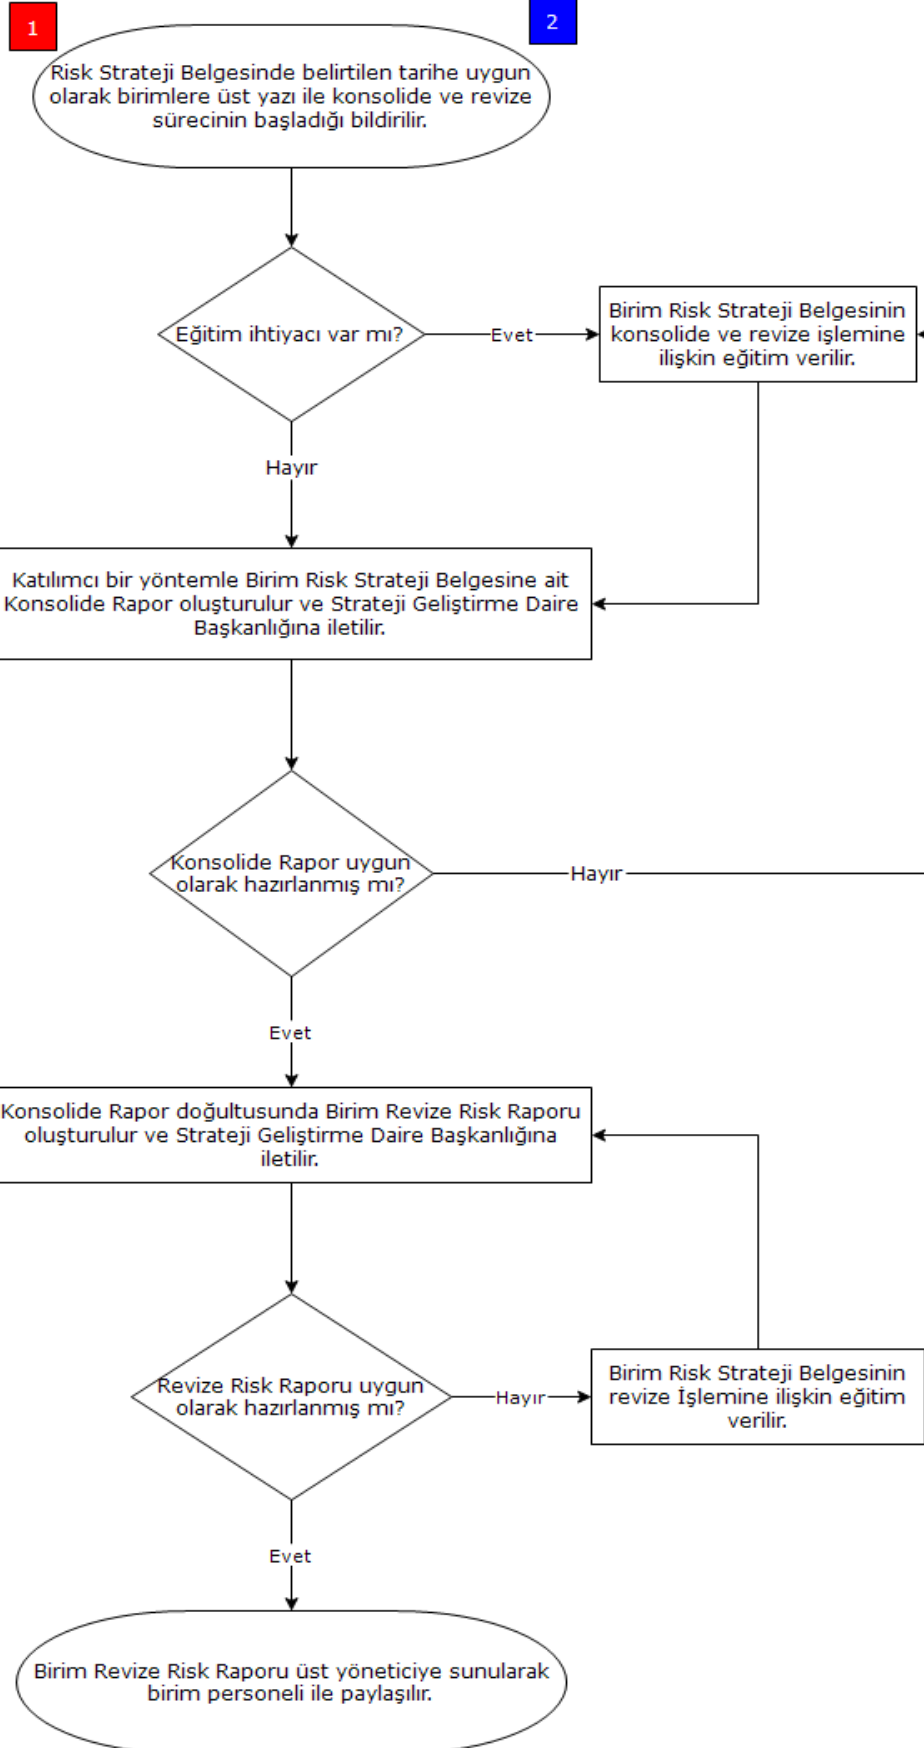 1
2
Risk Strateji Belgesinde belirtilen tarihe uygun
olarak birimlere üst yazı ile konsolide ve revize
sürecinin başladığı bildirilir.
Eğitim ihtiyacı var mı?
Evet
Birim Risk Strateji Belgesinin
konsolide ve revize işlemine
ilişkin eğitim verilir.
Hayır
Katılımcı bir yöntemle Birim Risk Strateji Belgesine ait
Konsolide Rapor oluşturulur ve Strateji Geliştirme Daire
Başkanlığına iletilir.
Konsolide Rapor uygun
olarak hazırlanmış mı?
Hayır
Evet
Konsolide Rapor doğultusunda Birim Revize Risk Raporu
oluşturulur ve Strateji Geliştirme Daire Başkanlığına
iletilir.
Revize Risk Raporu uygun
olarak hazırlanmış mı?
Hayır
Birim Risk Strateji Belgesinin
revize İşlemine ilişkin eğitim
verilir.
Evet
Birim Revize Risk Raporu üst yöneticiye sunularak
birim personeli ile paylaşılır.